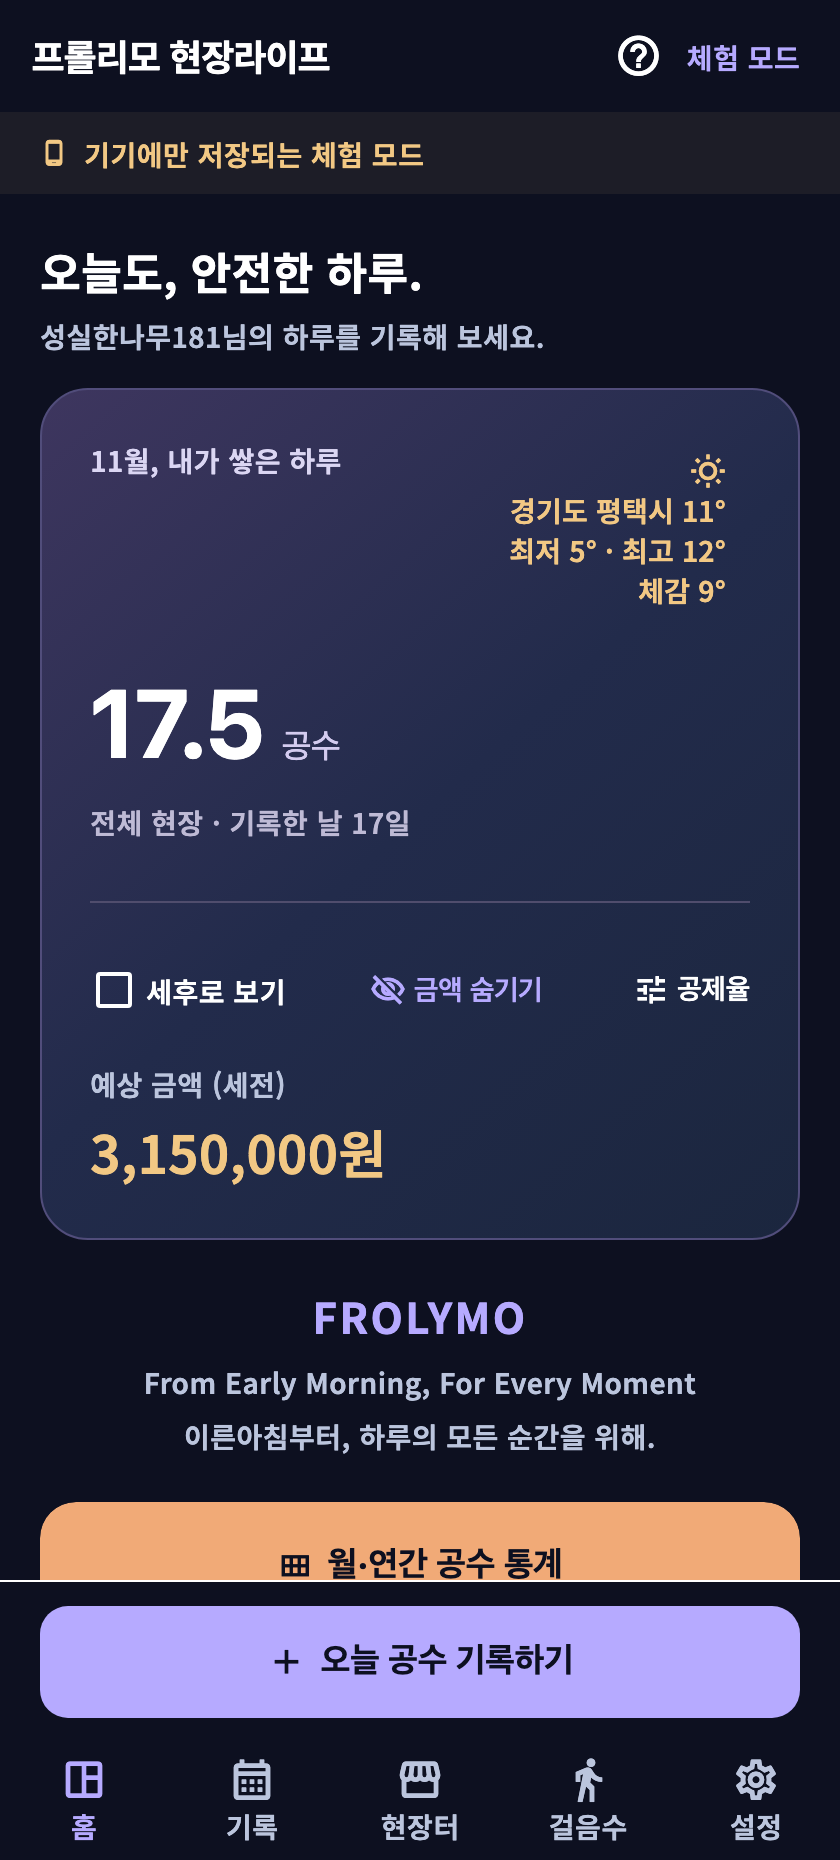 프롤리모 현장라이프
체험 모드
기기에만 저장되는 체험 모드
오늘도, 안전한 하루.
성실한나무181님의 하루를 기록해 보세요.
11월, 내가 쌓은 하루
경기도 평택시 11°
최저 5° · 최고 12°
체감 9°
17.5 공수
전체 현장 · 기록한 날 17일
세후로 보기
금액 숨기기
공제율
예상 금액 (세전)
3,150,000원
FROLYMO
From Early Morning, For Every Moment
이른아침부터, 하루의 모든 순간을 위해.
월·연간 공수 통계
+ 오늘 공수 기록하기
홈
기록
현장터
걸음수
설정